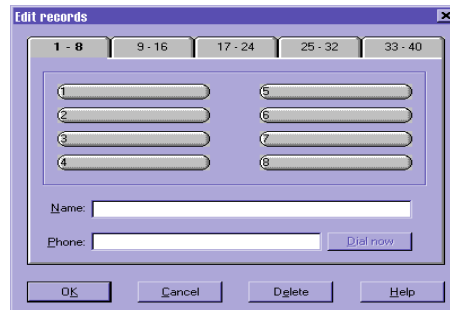 Edit records
1 - 8 9 - 16 17 - 24 25 - 32 33 - 40
1 5
2 6
3 7
4 8
Name:
Phone: Dial now
OK Cancel Delete Help